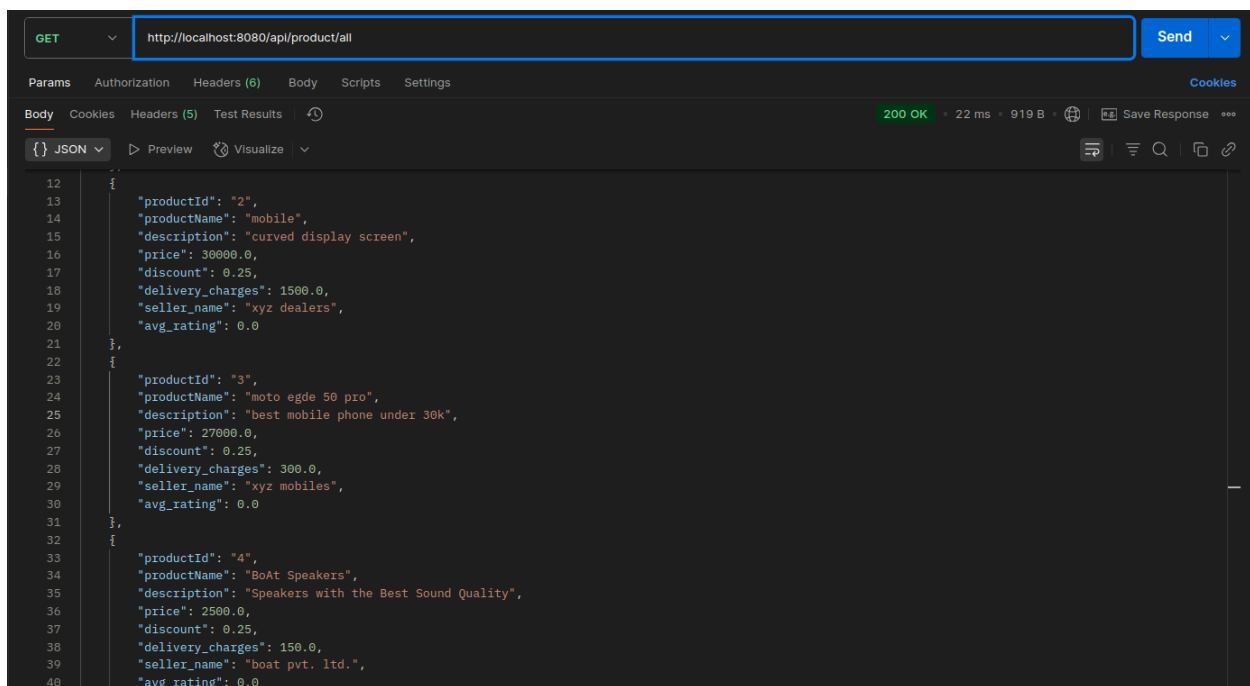 GET http://localhost:8080/api/product/all Send
Params Authorization Headers (6) Body Scripts Settings Cookies
Body Cookies Headers (5) Test Results 200 OK 22 ms 919 B Save Response
{} JSON Preview Visualize
12 {
13 "productId": "2",
14 "productName": "mobile",
15 "description": "curved display screen",
16 "price": 30000.0,
17 "discount": 0.25,
18 "delivery_charges": 1500.0,
19 "seller_name": "xyz dealers",
20 "avg_rating": 0.0
21 },
22 {
23 "productId": "3",
24 "productName": "moto egde 50 pro",
25 "description": "best mobile phone under 30k",
26 "price": 27000.0,
27 "discount": 0.25,
28 "delivery_charges": 300.0,
29 "seller_name": "xyz mobiles",
30 "avg_rating": 0.0
31 },
32 {
33 "productId": "4",
34 "productName": "BoAt Speakers",
35 "description": "Speakers with the Best Sound Quality",
36 "price": 2500.0,
37 "discount": 0.25,
38 "delivery_charges": 150.0,
39 "seller_name": "boat pvt. ltd.",
40 "avg_rating": 0.0